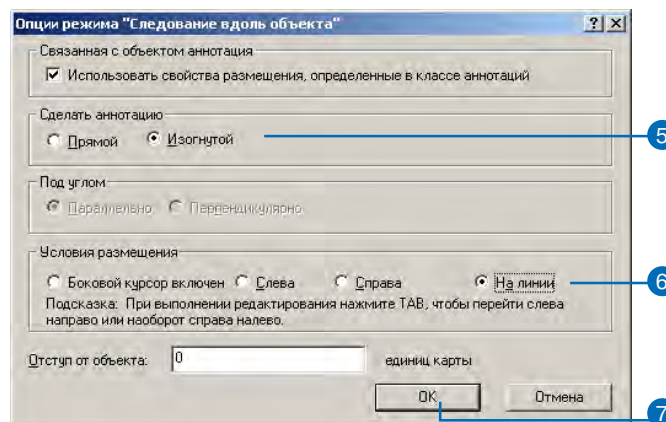 Опции режима "Следование вдоль объекта"
Связанная с объектом аннотация
Использовать свойства размещения, определенные в классе аннотаций
Сделать аннотацию
Прямой Изогнутой
5
Под углом
Параллельно Перпендикулярно
Условия размещения
Боковой курсор включен Слева Справа На линии
6
Подсказка: При выполнении редактирования нажмите TAB, чтобы перейти слева
направо или наоборот справа налево.
Отступ от объекта: 0 единиц карты
OK Отмена
7